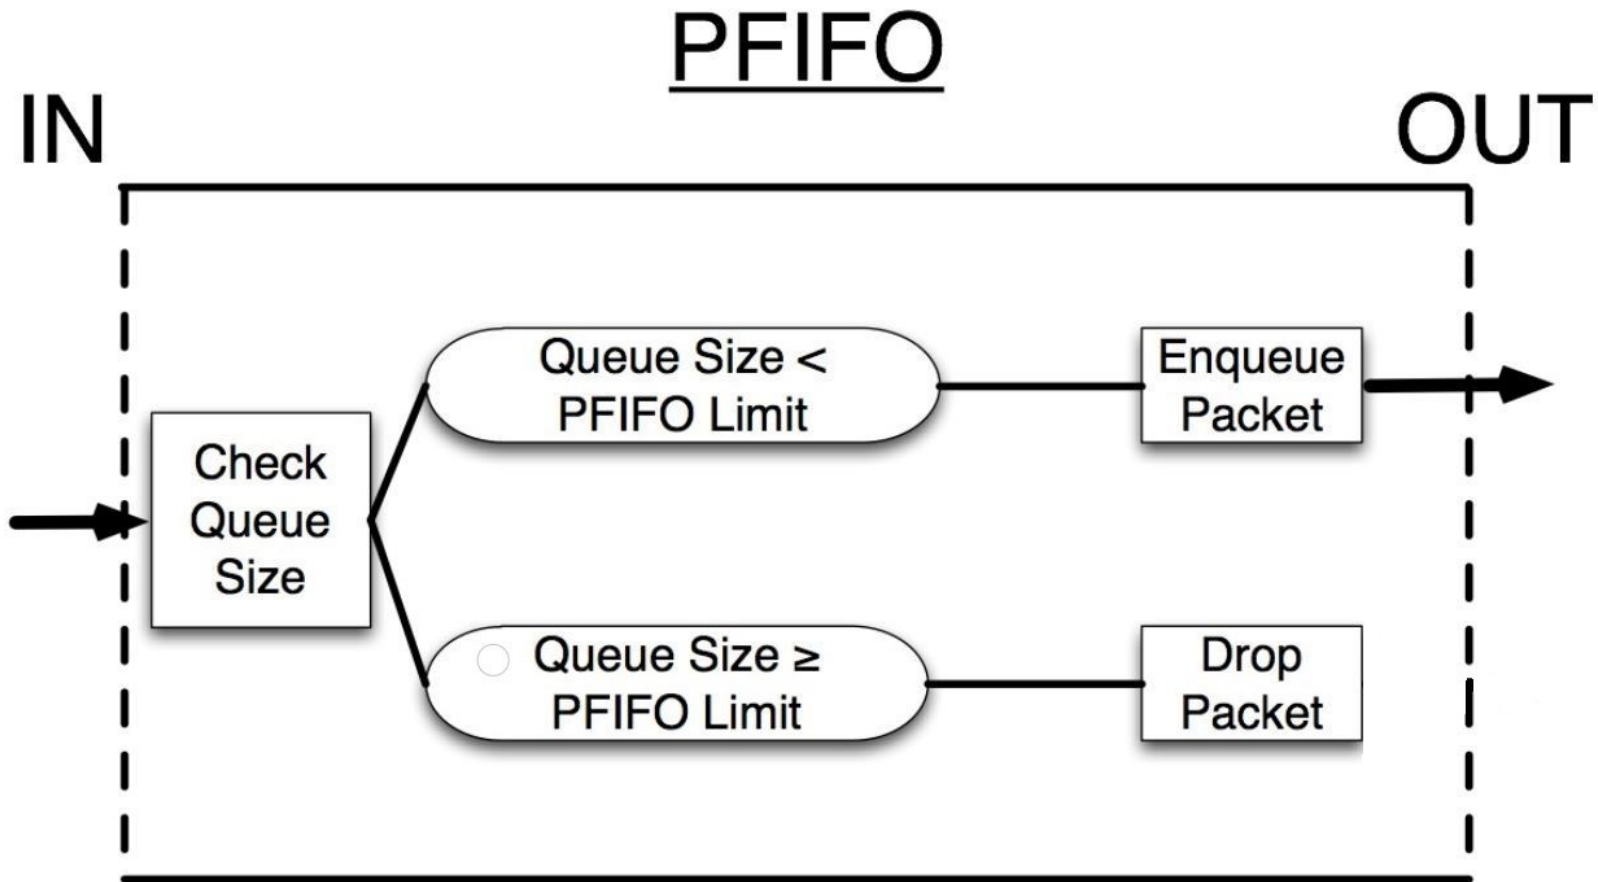 PFIFO
IN
OUT
Check
Queue
Size
Queue Size <
PFIFO Limit
Enqueue
Packet
Queue Size ≥
PFIFO Limit
Drop
Packet